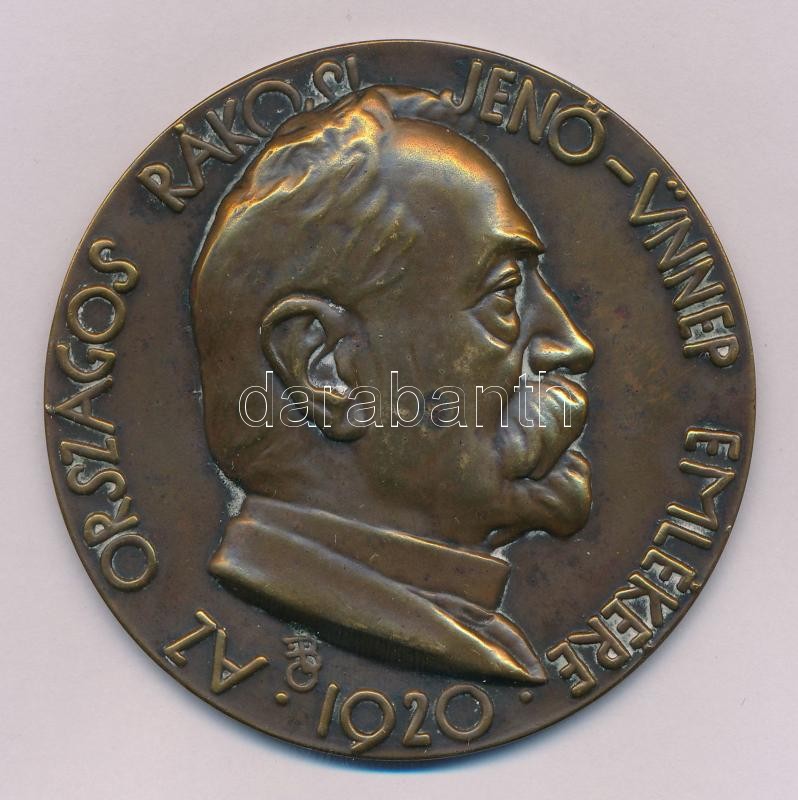 AZ ORSZÁGOS RÁKOSI JENŐ-ÜNNEP EMLÉKÉRE
· 1920 ·
darabanth